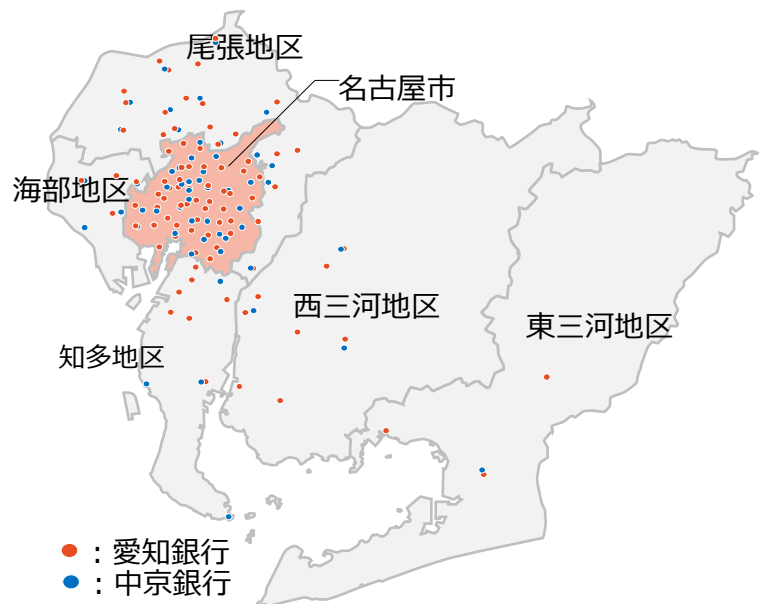 尾張地区
名古屋市
海部地区
西三河地区
東三河地区
知多地区
：愛知銀行
：中京銀行